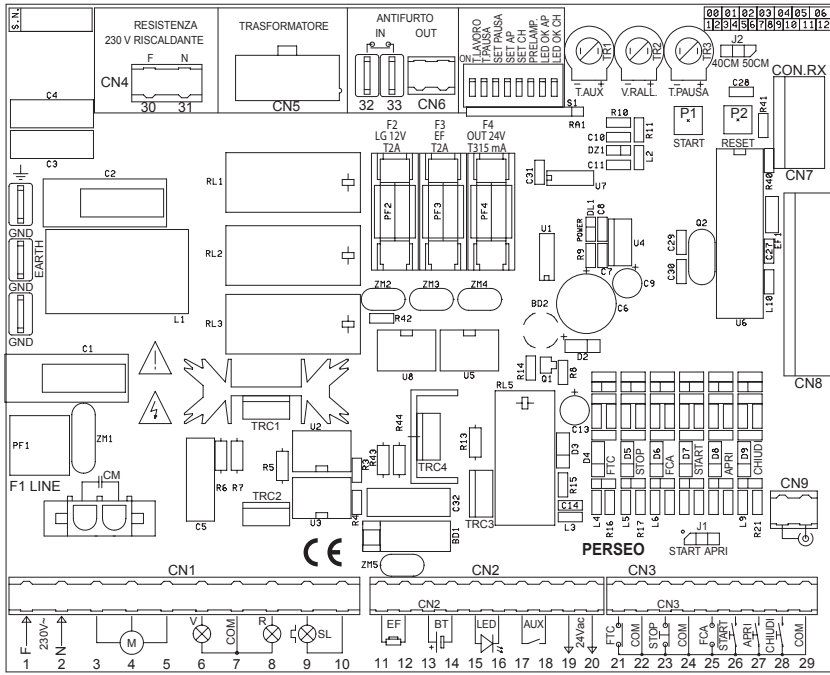 S.N.
RESISTENZA
230 V RISCALDANTE
F N
CN4
30 31
TRASFORMATORE
CN5
ANTIFURTO
IN OUT
32 33 CN6
T.LAVORO
T.PAUSA
SET PAUSA
SET AP
SET CH
PRELAMP.
LED OK AP
LED OK CH
ON
S1
RA1
TR1
TR2
TR3
- + - + - +
T.AUX V.RALL. T.PAUSA
00 01 02 03 04 05 06
1 2 3 4 5 6 7 8 9 10 11 12
J2
40CM 50CM
C28
CON.RX
R41
P1
START
P2
RESET
CN7
C4
C3
C2
GND
EARTH
GND
GND
L1
RL1
RL2
RL3
F2
LG 12V
T2A
F3
EF
T2A
F4
OUT 24V
T315 mA
PF2
PF3
PF4
R10
C10
DZ1
C11
R11
L2
C31
U7
R40
EF1
DL1
POWER
C8
R9
U1
U4
C7
C9
C6
C29
C30
Q2
C27
L10
U6
ZM2 ZM3 ZM4
R42
BD2
D2
U8 U5
R14
Q1
R8
C1
PF1
F1 LINE
ZM1
CM
TRC1
TRC2
R6 R7
C5
R5
U2
U3
R3
R4
R43
R44
TRC4
R13
TRC3
RL5
C13
D3
R15
C14
L3
C32
BD1
ZM5
D4
FTC
D5
STOP
D6
FCA
D7
START
D8
APRI
D9
CHIUD
L4
R16
L5
R17
L6
L9
R21
CN8
CN9
J1
START APRI
PERSEO
CE
CN1 CN2 CN3
CN2 CN3
F 230V~ N M V COM R SL
1 2 3 4 5 6 7 8 9 10
EF BT LED AUX 24Vac
+
11 12 13 14 15 16 17 18 19 20
FTC COM STOP COM FCA START APRI CHIUDI COM
21 22 23 24 25 26 27 28 29